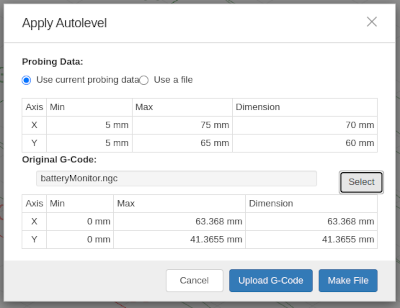 Apply Autolevel
Probing Data:
Use current probing data Use a file
Axis Min Max Dimension
X 5 mm 75 mm 70 mm
Y 5 mm 65 mm 60 mm
Original G-Code:
batteryMonitor.ngc Select
Axis Min Max Dimension
X 0 mm 63.368 mm 63.368 mm
Y 0 mm 41.3655 mm 41.3655 mm
Cancel Upload G-Code Make File